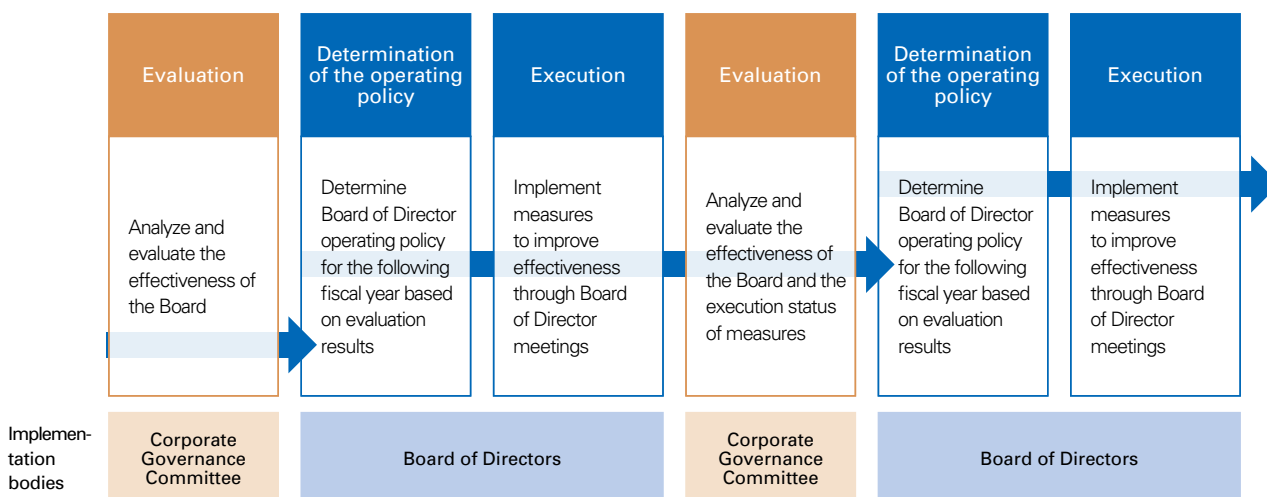 Evaluation
Determination
of the operating
policy
Execution
Evaluation
Determination
of the operating
policy
Execution
Analyze and
evaluate the
effectiveness of
the Board
Determine
Board of Director
operating policy
for the following
fiscal year based
on evaluation
results
Implement
measures
to improve
effectiveness
through Board
of Director
meetings
Analyze and
evaluate the
effectiveness of
the Board and the
execution status
of measures
Determine
Board of Director
operating policy
for the following
fiscal year based
on evaluation
results
Implement
measures
to improve
effectiveness
through Board
of Director
meetings
Implemen-
tation
bodies
Corporate
Governance
Committee
Board of Directors
Corporate
Governance
Committee
Board of Directors